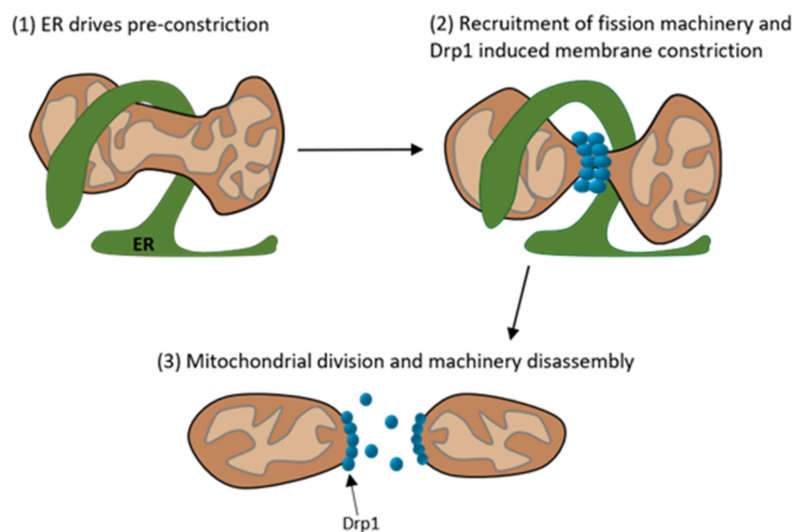 (1) ER drives pre-constriction
(2) Recruitment of fission machinery and
Drp1 induced membrane constriction
ER
(3) Mitochondrial division and machinery disassembly
Drp1